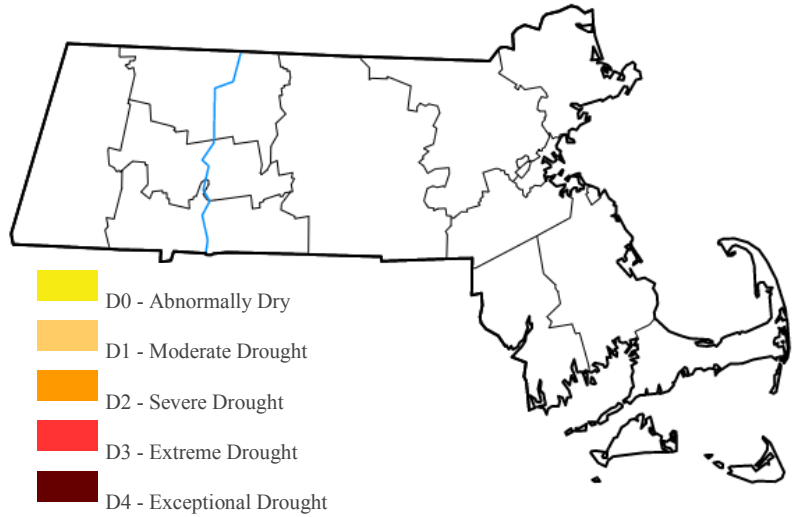 D0 - Abnormally Dry
D1 - Moderate Drought
D2 - Severe Drought
D3 - Extreme Drought
D4 - Exceptional Drought